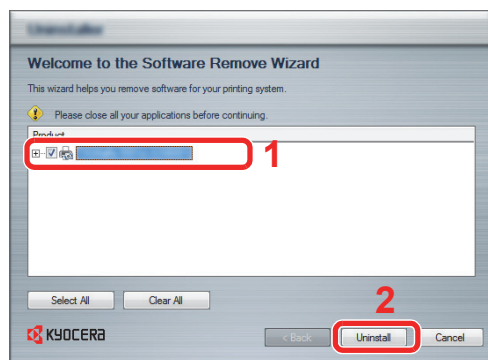 Uninstaller
Welcome to the Software Remove Wizard
This wizard helps you remove software for your printing system.
Please close all your applications before continuing.
Product
1
Select All Clear All
2
KYOCERA
< Back Uninstall Cancel